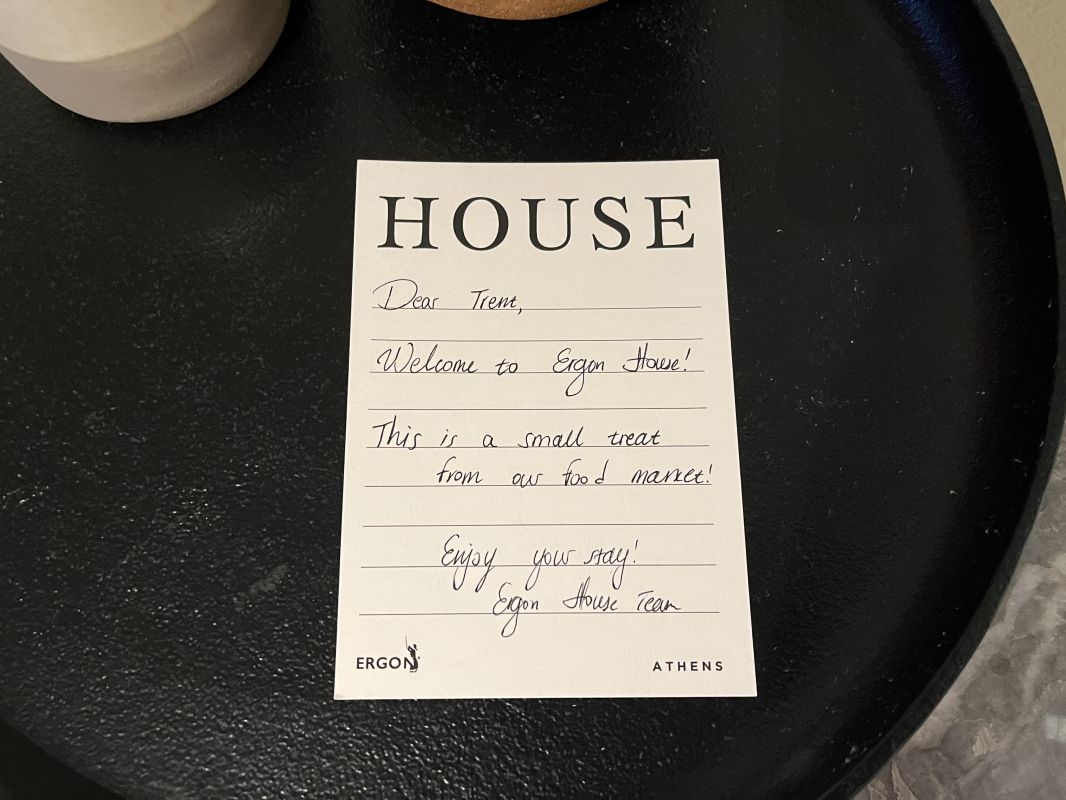 HOUSE
Dear Trent,
Welcome to Ergon House!
This is a small treat
from our food market!
Enjoy your stay!
Ergon House Team
ERGON
ATHENS